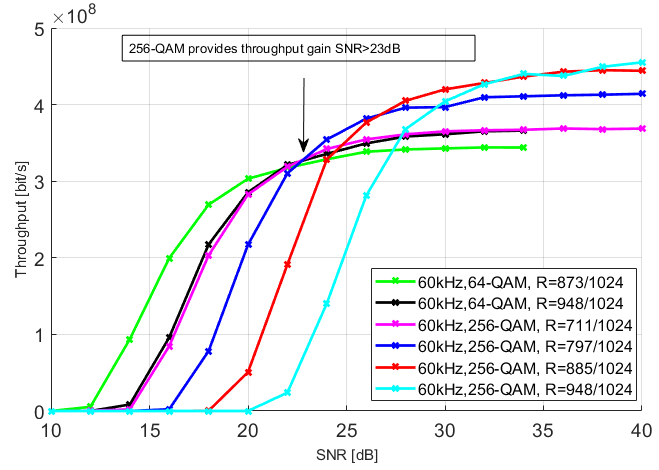 ×10^8
5
256-QAM provides throughput gain SNR>23dB
4
3
2
1
0
Throughput [bit/s]
60kHz,64-QAM, R=873/1024
60kHz,64-QAM, R=948/1024
60kHz,256-QAM, R=711/1024
60kHz,256-QAM, R=797/1024
60kHz,256-QAM, R=885/1024
60kHz,256-QAM, R=948/1024
10 15 20 25 30 35 40
SNR [dB]